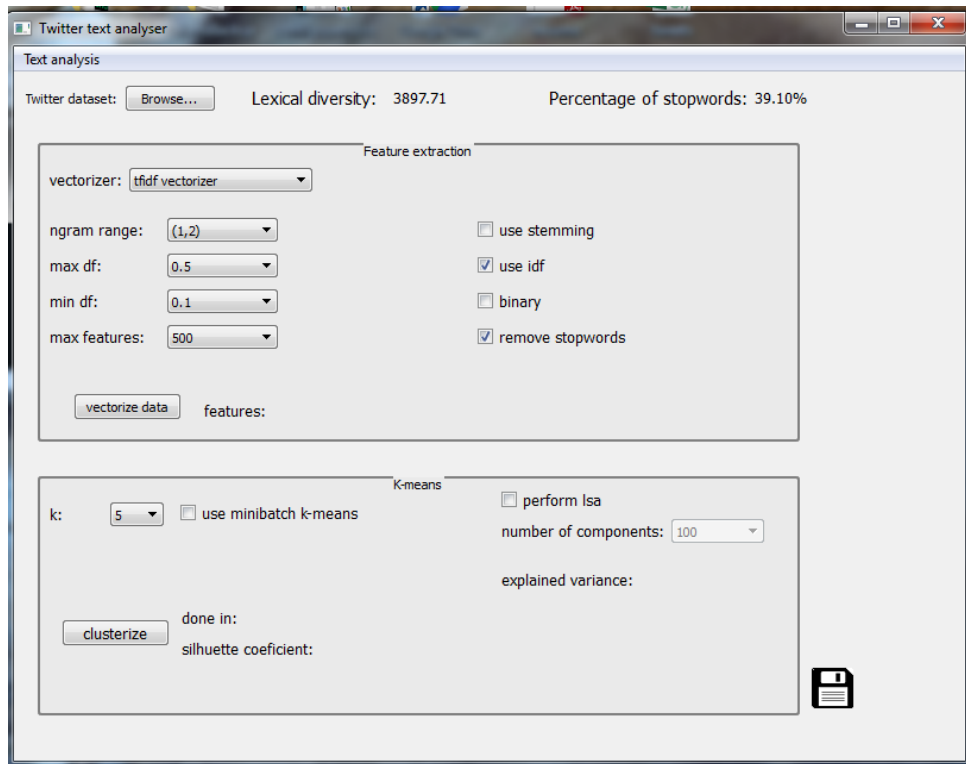 Twitter text analyser
Text analysis
Twitter dataset: Browse... Lexical diversity: 3897.71 Percentage of stopwords: 39.10%
Feature extraction
vectorizer: tfidf vectorizer
ngram range: (1,2) use stemming
max df: 0.5 use idf
min df: 0.1 binary
max features: 500 remove stopwords
vectorize data features:
K-means
perform lsa
k: 5 use minibatch k-means
number of components: 100
explained variance:
done in:
clusterize
silhuette coeficient: